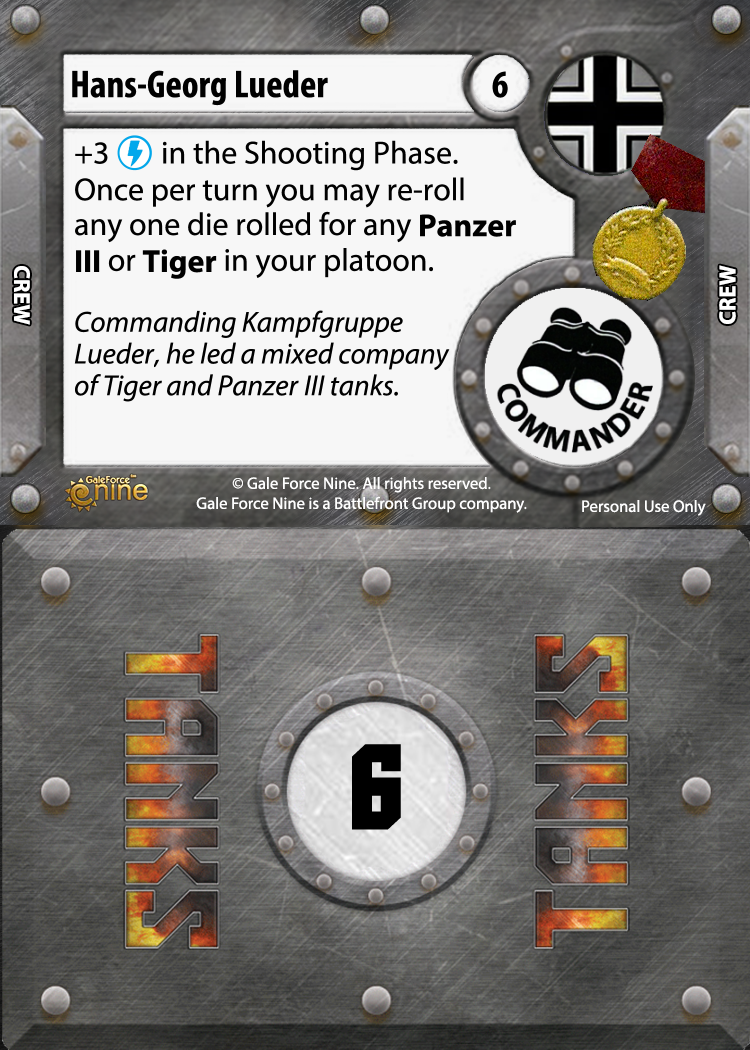 Hans-Georg Lueder
6
+3 in the Shooting Phase.
Once per turn you may re-roll
any one die rolled for any Panzer
III or Tiger in your platoon.
Commanding Kampfgruppe
Lueder, he led a mixed company
of Tiger and Panzer III tanks.
CREW
CREW
COMMANDER
GaleForce™
nine
© Gale Force Nine. All rights reserved.
Gale Force Nine is a Battlefront Group company.
Personal Use Only
TANKS
6
TANKS